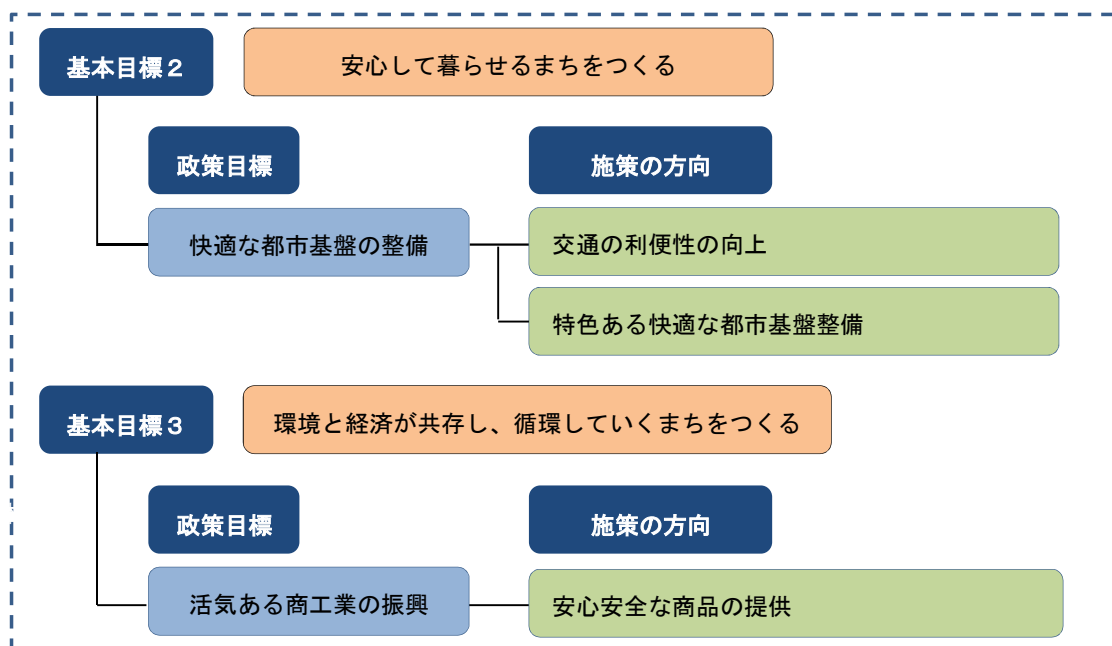 基本目標２
安心して暮らせるまちをつくる
政策目標
施策の方向
快適な都市基盤の整備
交通の利便性の向上
特色ある快適な都市基盤整備
基本目標３
環境と経済が共存し、循環していくまちをつくる
政策目標
施策の方向
活気ある商工業の振興
安心安全な商品の提供